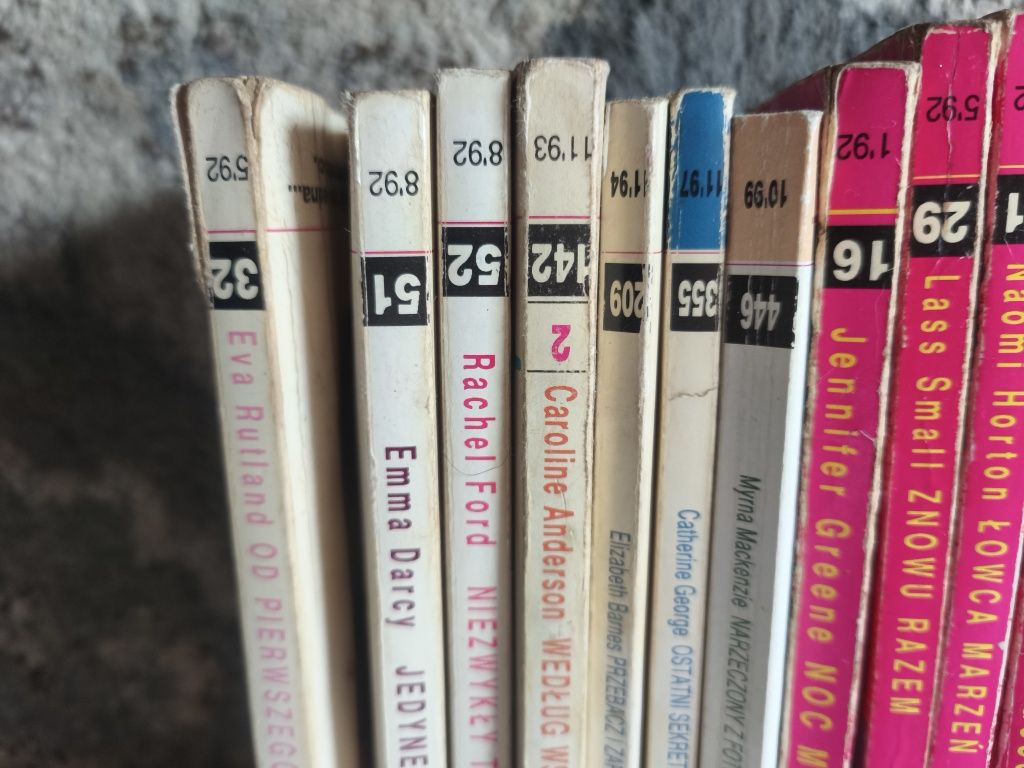 5'92
32
Eva Rutland OD PIERWSZEGO
8'92
51
Emma Darcy JEDYNE
8'92
52
Rachel Ford NIEZWYKŁY
11'93
142
2
Caroline Anderson WEDŁUG
11'94
209
Elizabeth Barnes PRZEBACZ I
11'97
355
Catherine George OSTATNI SEKRET
10'99
446
Myrna Mackenzie NARZECZONY Z
1'92
16
Jennifer Greene NOC
5'92
29
Lass Small ZNOWU RAZEM
Naomi Horton ŁOWCA MARZEŃ